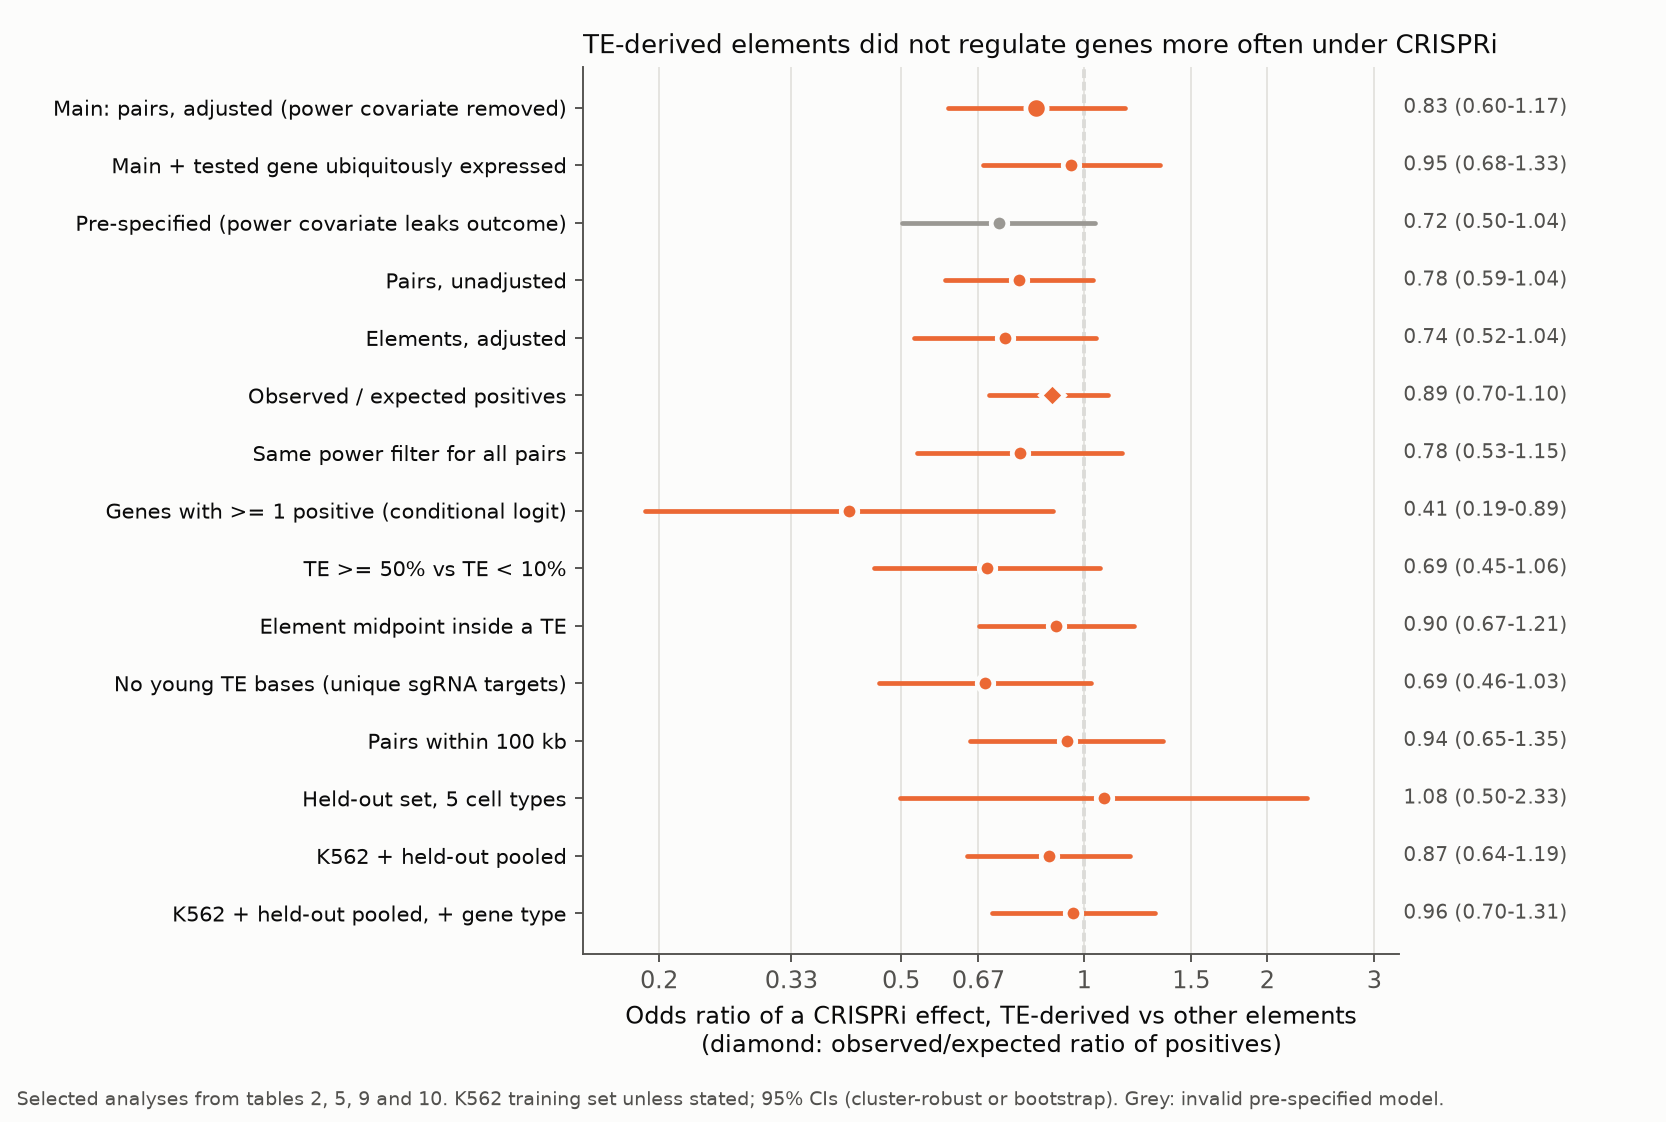 TE-derived elements did not regulate genes more often under CRISPRi
Main: pairs, adjusted (power covariate removed) 0.83 (0.60-1.17)
Main + tested gene ubiquitously expressed 0.95 (0.68-1.33)
Pre-specified (power covariate leaks outcome) 0.72 (0.50-1.04)
Pairs, unadjusted 0.78 (0.59-1.04)
Elements, adjusted 0.74 (0.52-1.04)
Observed / expected positives 0.89 (0.70-1.10)
Same power filter for all pairs 0.78 (0.53-1.15)
Genes with >= 1 positive (conditional logit) 0.41 (0.19-0.89)
TE >= 50% vs TE < 10% 0.69 (0.45-1.06)
Element midpoint inside a TE 0.90 (0.67-1.21)
No young TE bases (unique sgRNA targets) 0.69 (0.46-1.03)
Pairs within 100 kb 0.94 (0.65-1.35)
Held-out set, 5 cell types 1.08 (0.50-2.33)
K562 + held-out pooled 0.87 (0.64-1.19)
K562 + held-out pooled, + gene type 0.96 (0.70-1.31)
0.2 0.33 0.5 0.67 1 1.5 2 3
Odds ratio of a CRISPRi effect, TE-derived vs other elements
(diamond: observed/expected ratio of positives)
Selected analyses from tables 2, 5, 9 and 10. K562 training set unless stated; 95% CIs (cluster-robust or bootstrap). Grey: invalid pre-specified model.